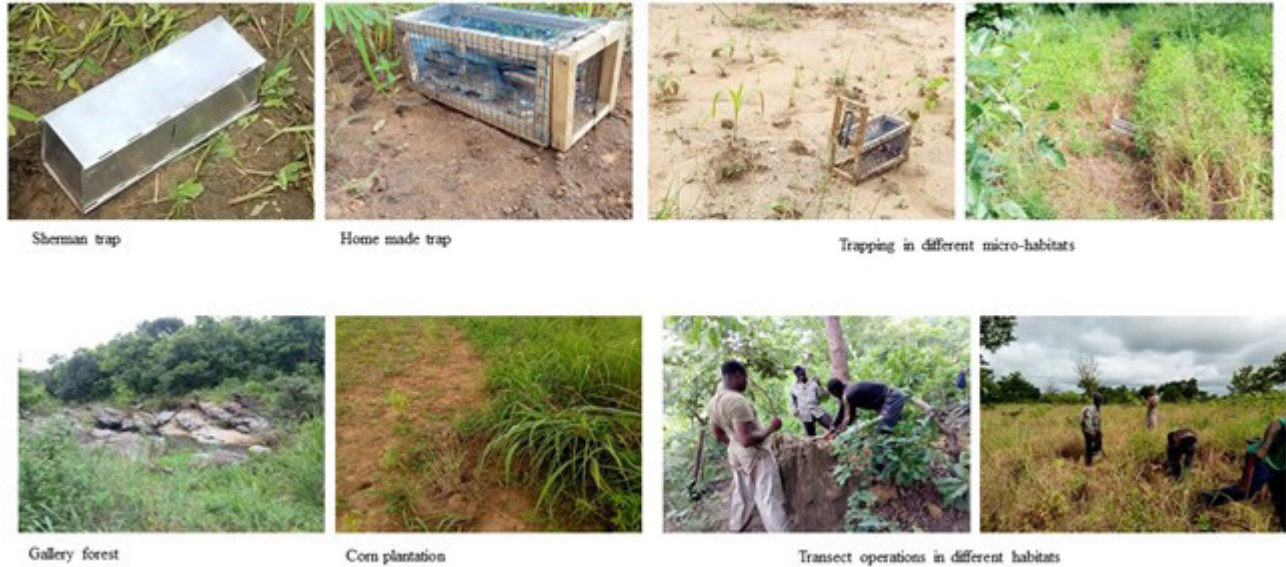 Sherman trap
Home made trap
Trapping in different micro-habitats
Gallery forest
Corn plantation
Transect operations in different habitats